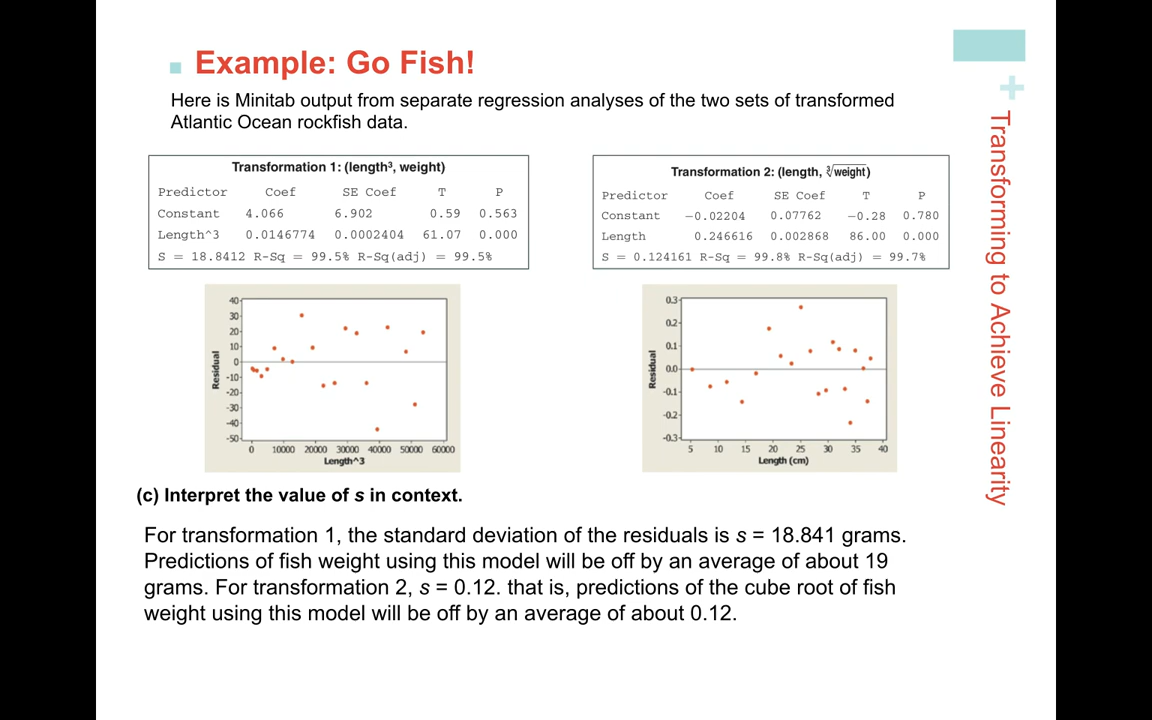 Example: Go Fish!
Here is Minitab output from separate regression analyses of the two sets of transformed
Atlantic Ocean rockfish data.
Transformation 1: (length³, weight)
Predictor Coef SE Coef T P
Constant 4.066 6.902 0.59 0.563
Length^3 0.0146774 0.0002404 61.07 0.000
S = 18.8412 R-Sq = 99.5% R-Sq(adj) = 99.5%
Transformation 2: (length, ∛weight)
Predictor Coef SE Coef T P
Constant −0.02204 0.07762 −0.28 0.780
Length 0.246616 0.002868 86.00 0.000
S = 0.124161 R-Sq = 99.8% R-Sq(adj) = 99.7%
40
30
20
10
0
-10
-20
-30
-40
-50
Residual
0 10000 20000 30000 40000 50000 60000
Length^3
0.3
0.2
0.1
0.0
-0.1
-0.2
-0.3
Residual
5 10 15 20 25 30 35 40
Length (cm)
(c) Interpret the value of s in context.
For transformation 1, the standard deviation of the residuals is s = 18.841 grams.
Predictions of fish weight using this model will be off by an average of about 19
grams. For transformation 2, s = 0.12. that is, predictions of the cube root of fish
weight using this model will be off by an average of about 0.12.
+
Transforming to Achieve Linearity